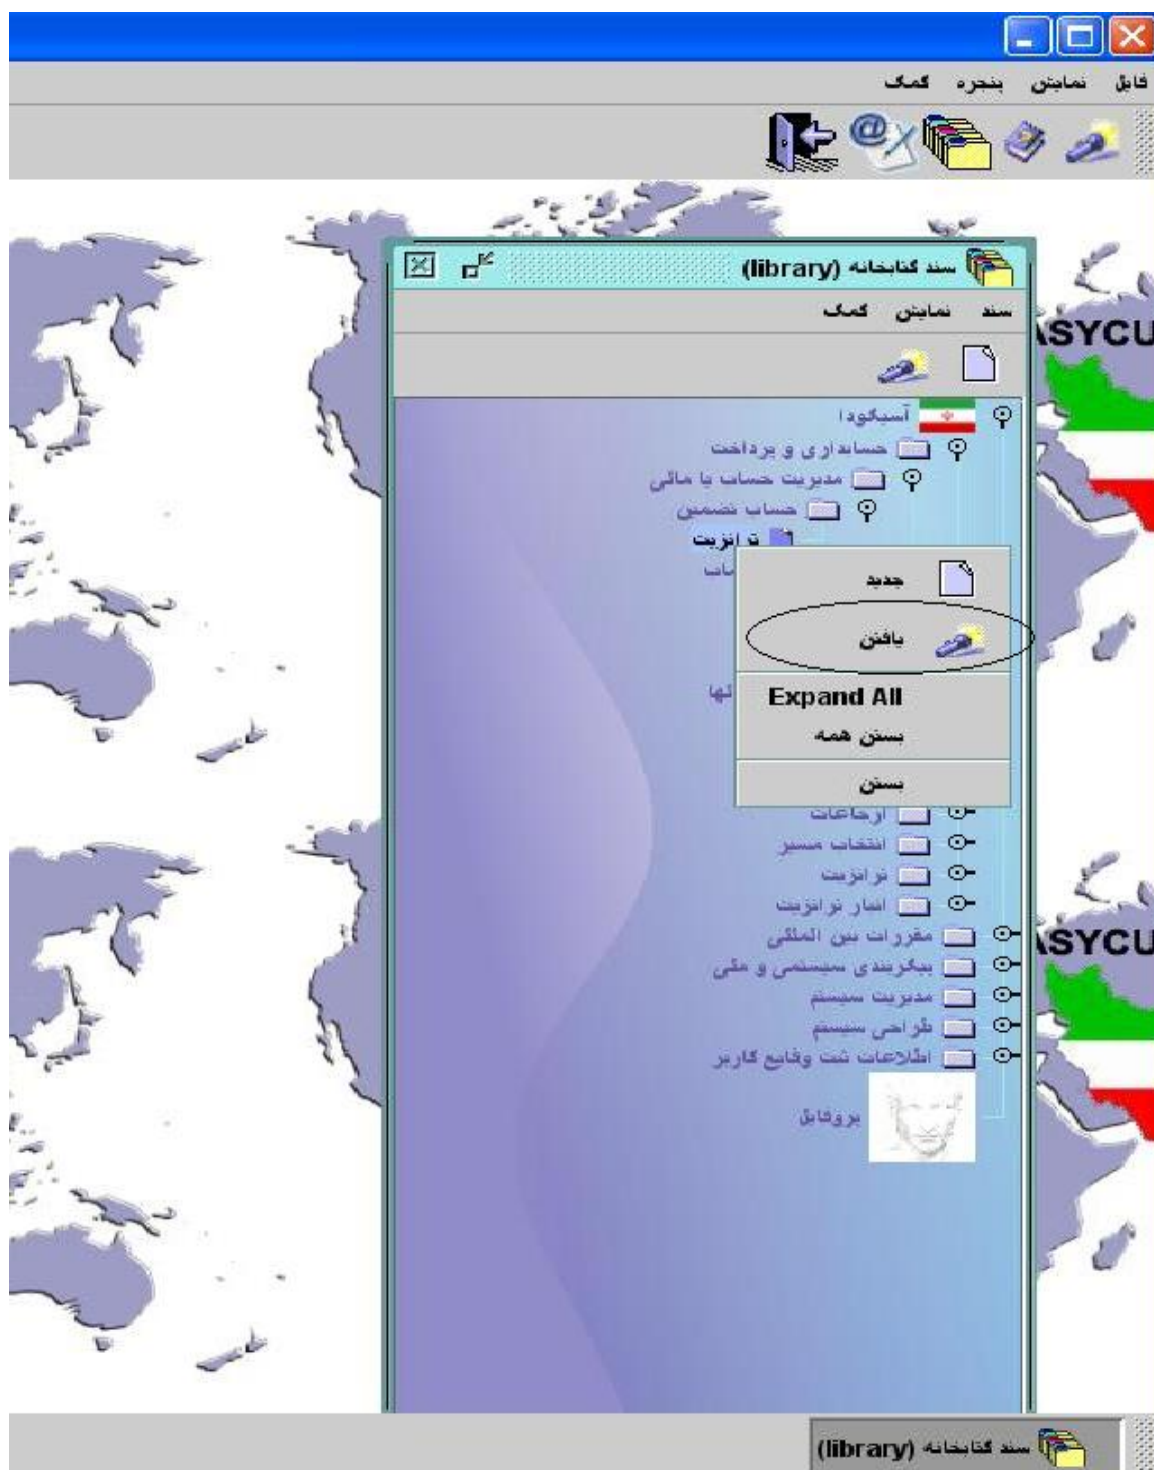 فایل نمایش پنجره کمک
سند کتابخانه (library)
سند نمایش کمک
ASYCU
آسیکودا
حسابداری و پرداخت
مدیریت حساب یا مالی
حساب تضمین
ترانزیت
جدید
یافتن
Expand All
بستن همه
بستن
ارجاعات
انتخاب مسیر
ترانزیت
انبار ترانزیت
مقررات بین المللی
پیکربندی سیستمی و ملی
مدیریت سیستم
طراحی سیستم
اطلاعات ثبت وقایع کاربر
پروفایل
ASYCU
سند کتابخانه (library)